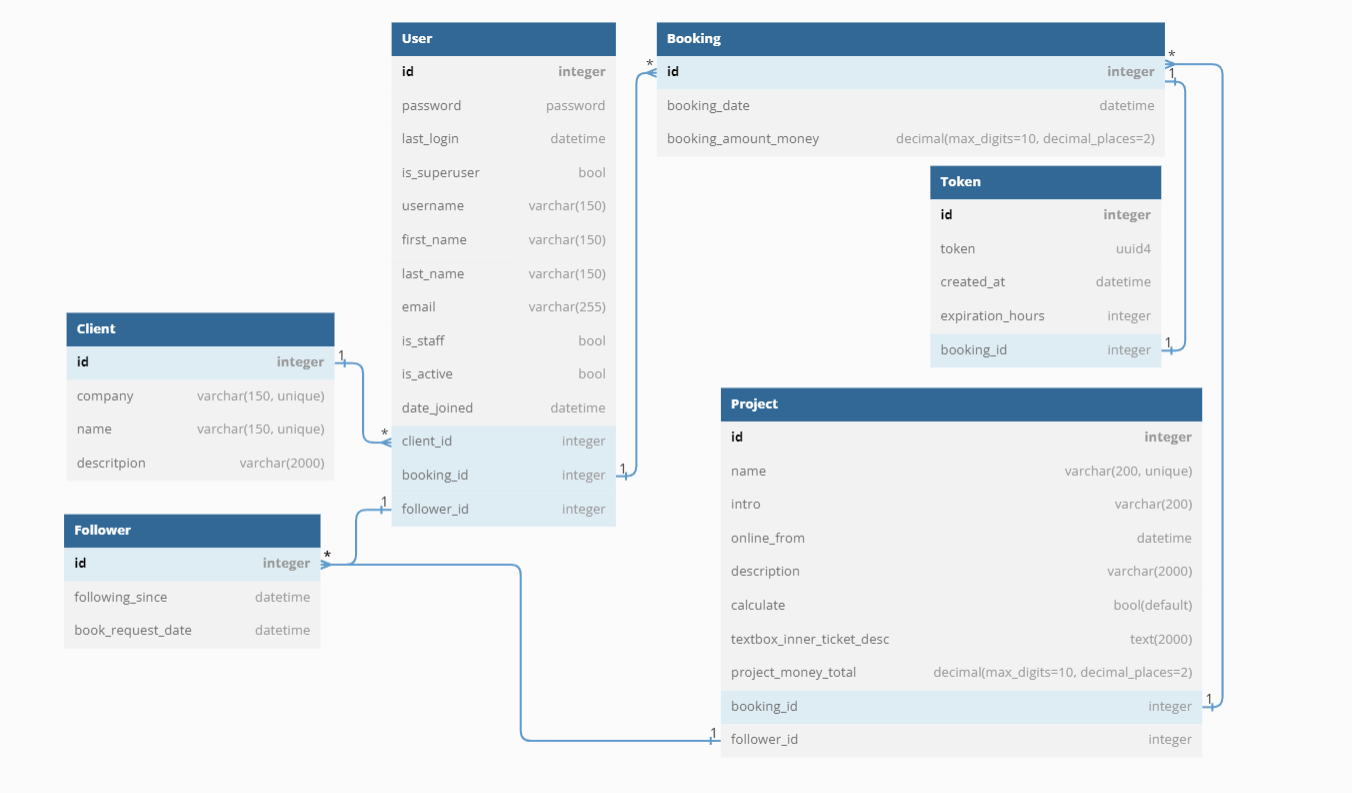 User
id integer
password password
last_login datetime
is_superuser bool
username varchar(150)
first_name varchar(150)
last_name varchar(150)
email varchar(255)
is_staff bool
is_active bool
date_joined datetime
* client_id integer
booking_id integer 1
1 follower_id integer
Booking
*
* id integer 1
booking_date datetime
booking_amount_money decimal(max_digits=10, decimal_places=2)
Token
id integer
token uuid4
created_at datetime
expiration_hours integer
booking_id integer 1
Client
id integer 1
company varchar(150, unique)
name varchar(150, unique)
descritpion varchar(2000)
Follower
id integer *
following_since datetime
book_request_date datetime
Project
id integer
name varchar(200, unique)
intro varchar(200)
online_from datetime
description varchar(2000)
calculate bool(default)
textbox_inner_ticket_desc text(2000)
project_money_total decimal(max_digits=10, decimal_places=2)
booking_id integer 1
1 follower_id integer